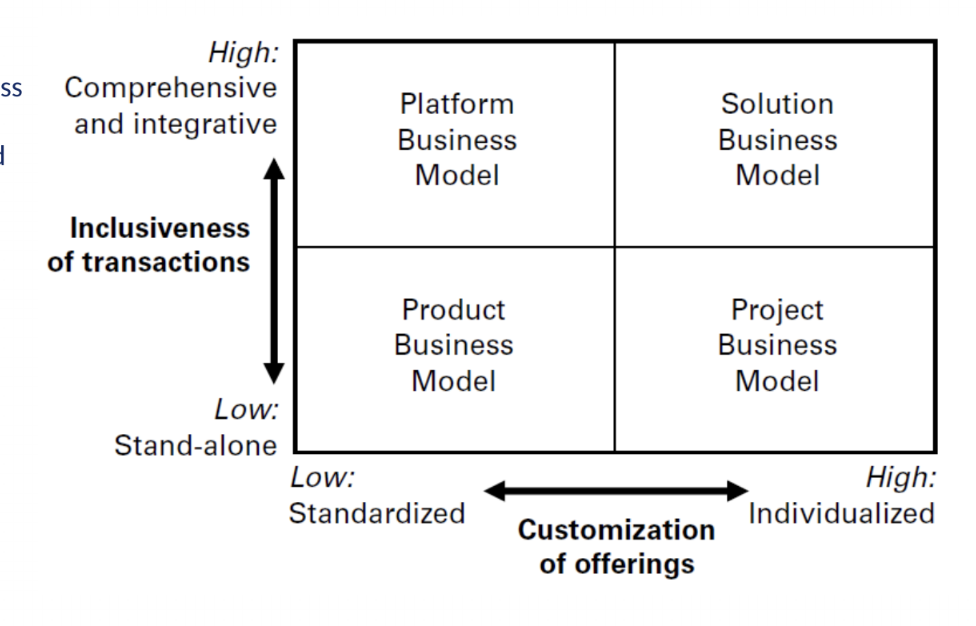 High:
Comprehensive
and integrative
ss
d
Inclusiveness
of transactions
Low:
Stand-alone
Platform
Business
Model
Solution
Business
Model
Product
Business
Model
Project
Business
Model
Low:
Standardized
Customization
of offerings
High:
Individualized